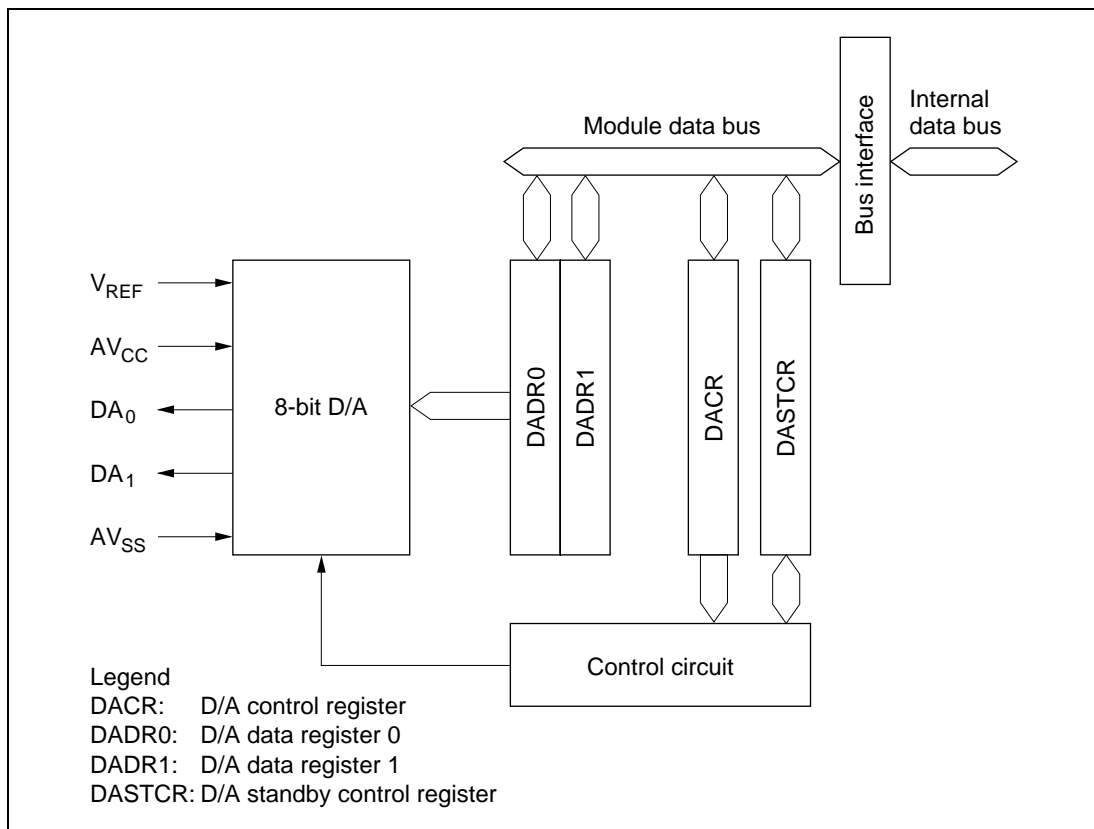 Module data bus
Internal
data bus
Bus interface
V_REF
AV_CC
DA_0
DA_1
AV_SS
8-bit D/A
DADR0
DADR1
DACR
DASTCR
Control circuit
Legend
DACR: D/A control register
DADR0: D/A data register 0
DADR1: D/A data register 1
DASTCR: D/A standby control register